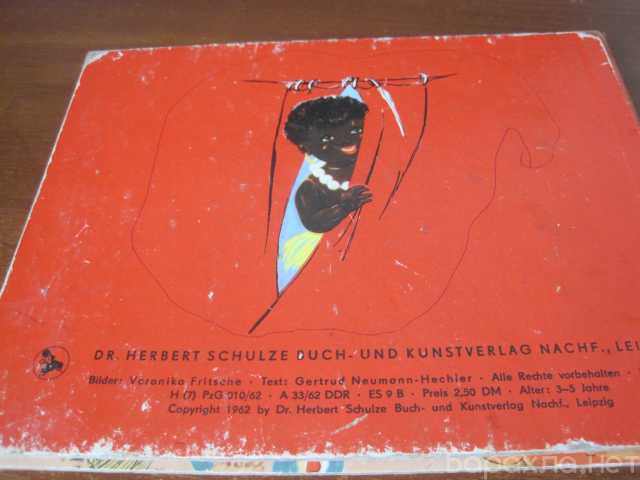 DR. HERBERT SCHULZE BUCH- UND KUNSTVERLAG NACHF., LEI
Bilder: Veronika Fritsche · Text: Gertrud Neumann-Hechler · Alle Rechte vorbehalten ·
H (7) PzG 010/62 · A 33/62 DDR · ES 9 B · Preis 2,50 DM · Alter: 3–5 Jahre
Copyright 1962 by Dr. Herbert Schulze Buch- und Kunstverlag Nachf., Leipzig
барахла.нет